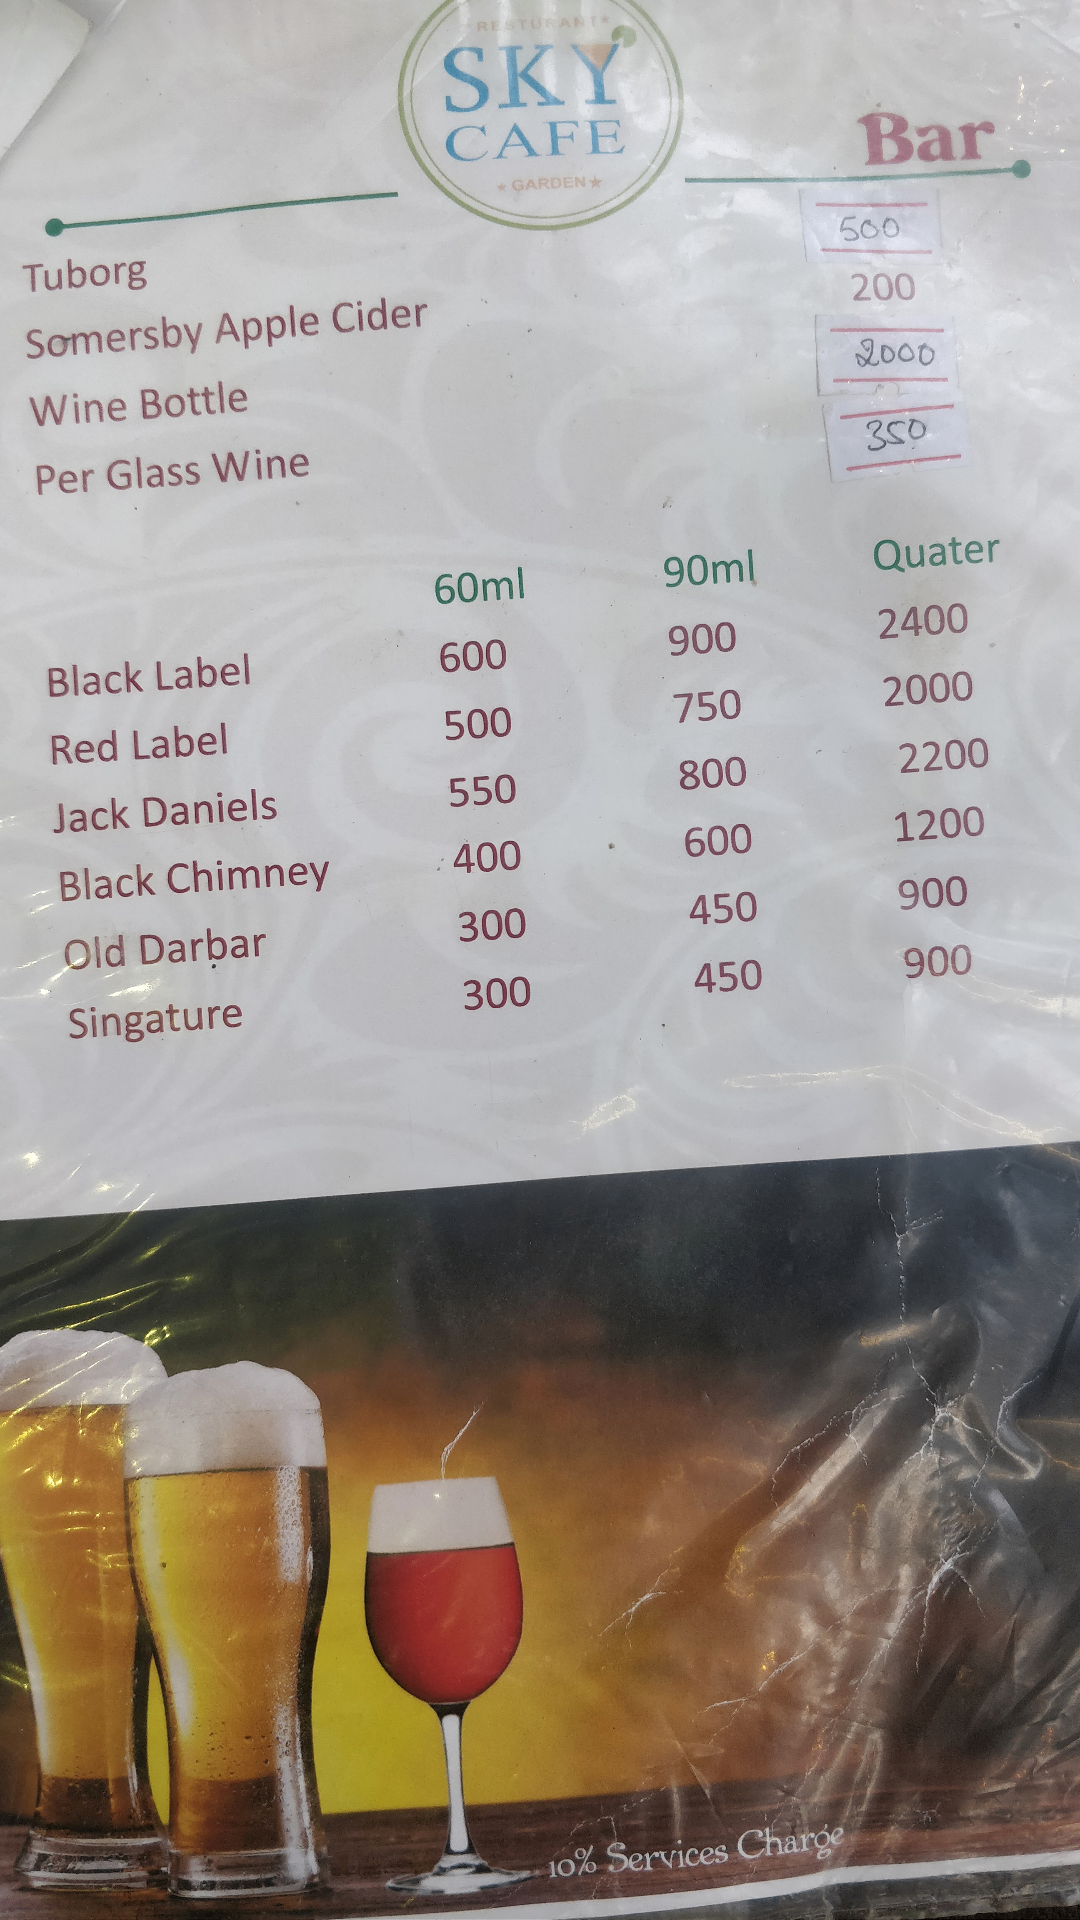 RESTURANT★
SKY
CAFE
★ GARDEN★
Bar
Tuborg 500
Somersby Apple Cider 200
Wine Bottle 2000
Per Glass Wine 350
60ml 90ml Quater
Black Label 600 900 2400
Red Label 500 750 2000
Jack Daniels 550 800 2200
Black Chimney 400 600 1200
Old Darbar 300 450 900
Singature 300 450 900
10% Services Charge